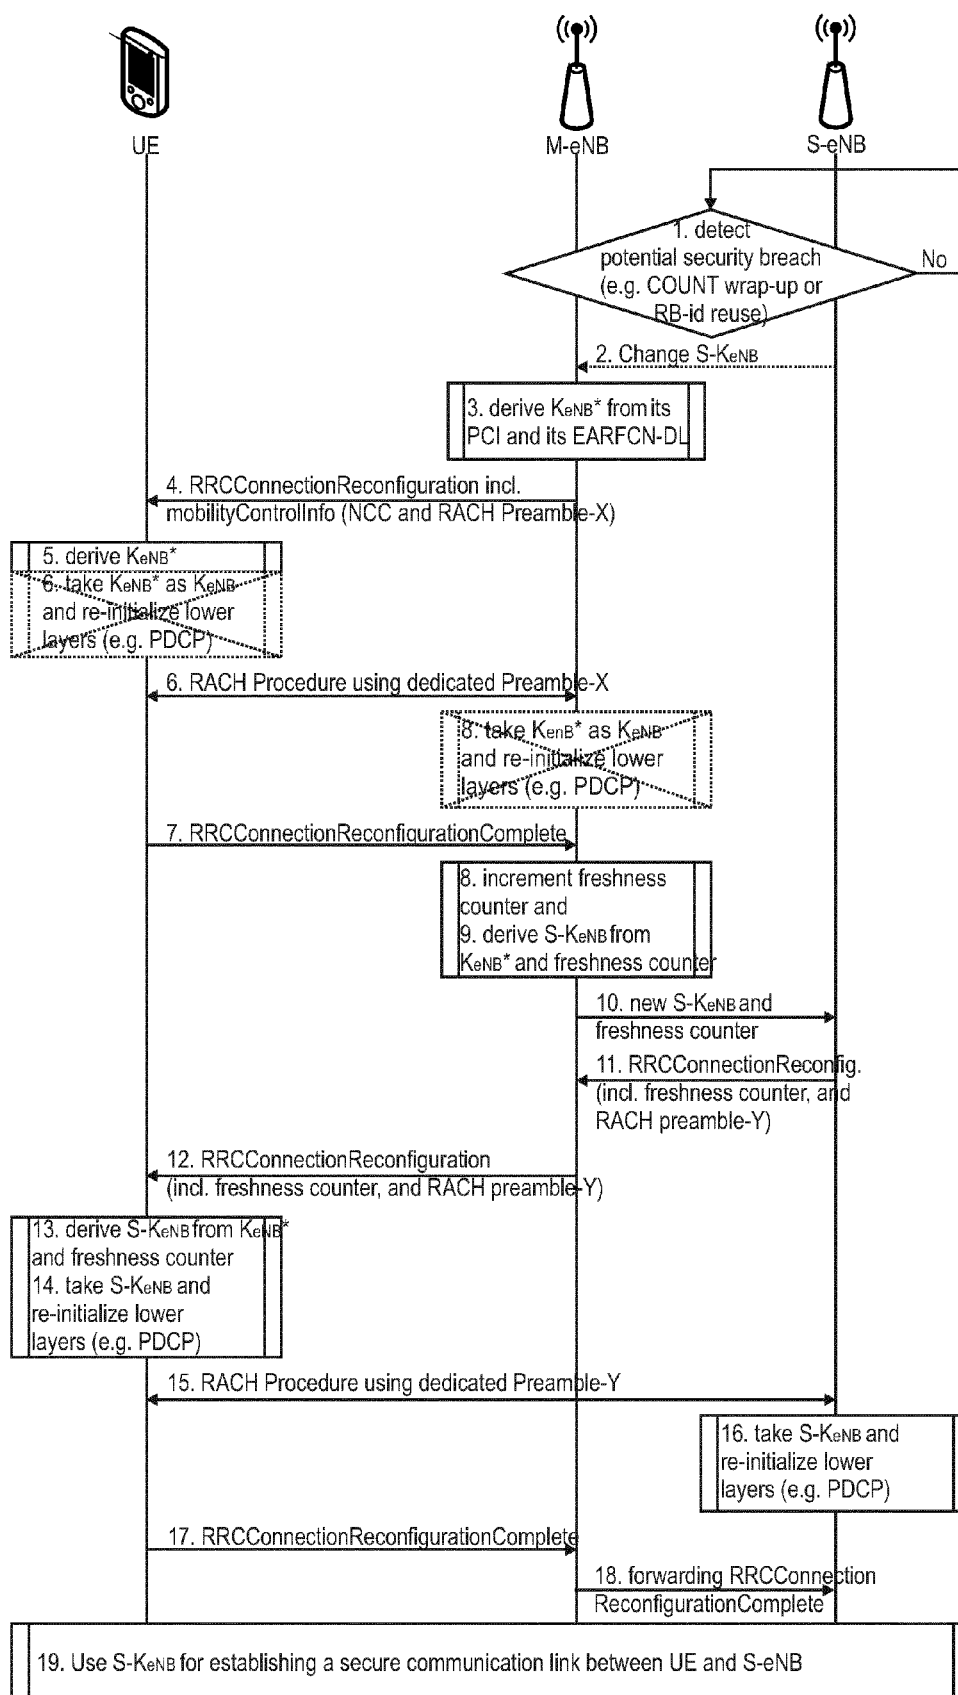 UE
M-eNB
S-eNB
1. detect
potential security breach
(e.g. COUNT wrap-up or
RB-id reuse)
No
2. Change S-KeNB
3. derive KeNB* from its
PCI and its EARFCN-DL
4. RRCConnectionReconfiguration incl.
mobilityControlInfo (NCC and RACH Preamble-X)
5. derive KeNB*
6. take KeNB* as KeNB
and re-initialize lower
layers (e.g. PDCP)
6. RACH Procedure using dedicated Preamble-X
8. take KenB* as KeNB
and re-initialize lower
layers (e.g. PDCP)
7. RRCConnectionReconfigurationComplete
8. increment freshness
counter and
9. derive S-KeNB from
KeNB* and freshness counter
10. new S-KeNB and
freshness counter
11. RRCConnectionReconfig.
(incl. freshness counter, and
RACH preamble-Y)
12. RRCConnectionReconfiguration
(incl. freshness counter, and RACH preamble-Y)
13. derive S-KeNB from KeNB*
and freshness counter
14. take S-KeNB and
re-initialize lower
layers (e.g. PDCP)
15. RACH Procedure using dedicated Preamble-Y
16. take S-KeNB and
re-initialize lower
layers (e.g. PDCP)
17. RRCConnectionReconfigurationComplete
18. forwarding RRCConnection
ReconfigurationComplete
19. Use S-KeNB for establishing a secure communication link between UE and S-eNB